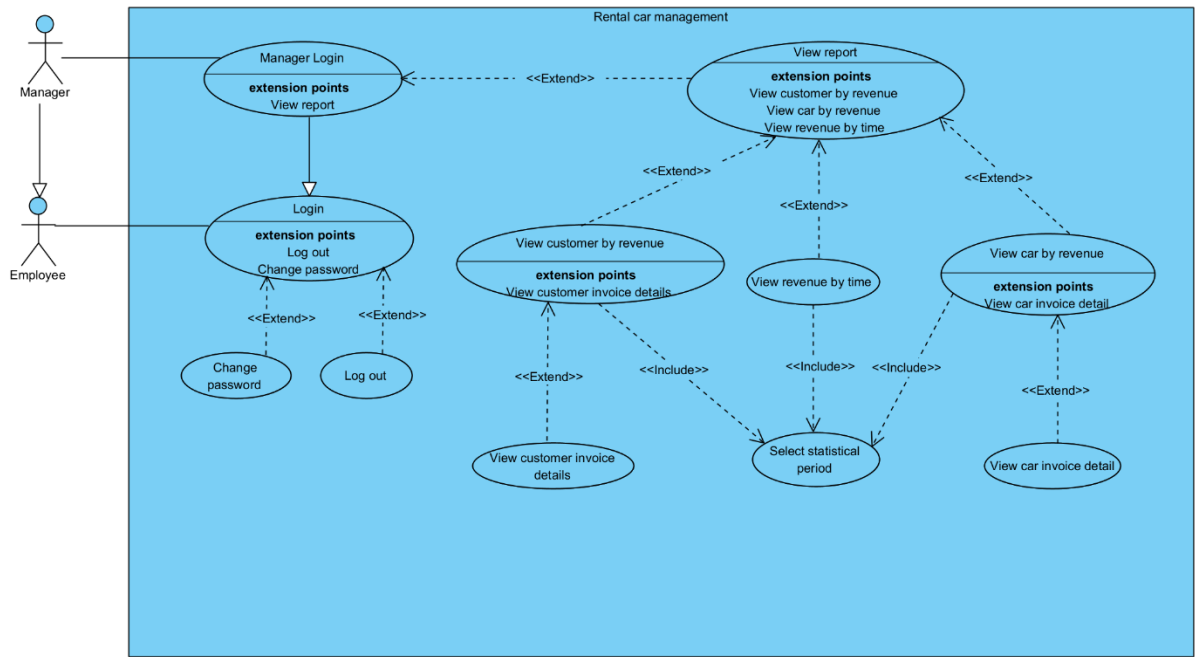 Rental car management
Manager
Employee
Manager Login
extension points
View report
<<Extend>>
View report
extension points
View customer by revenue
View car by revenue
View revenue by time
Login
extension points
Log out
Change password
<<Extend>>
<<Extend>>
<<Extend>>
View customer by revenue
extension points
View customer invoice details
View revenue by time
View car by revenue
extension points
View car invoice detail
<<Extend>>
<<Extend>>
Change
password
Log out
<<Extend>>
<<Include>>
<<Include>>
<<Include>>
<<Extend>>
View customer invoice
details
Select statistical
period
View car invoice detail